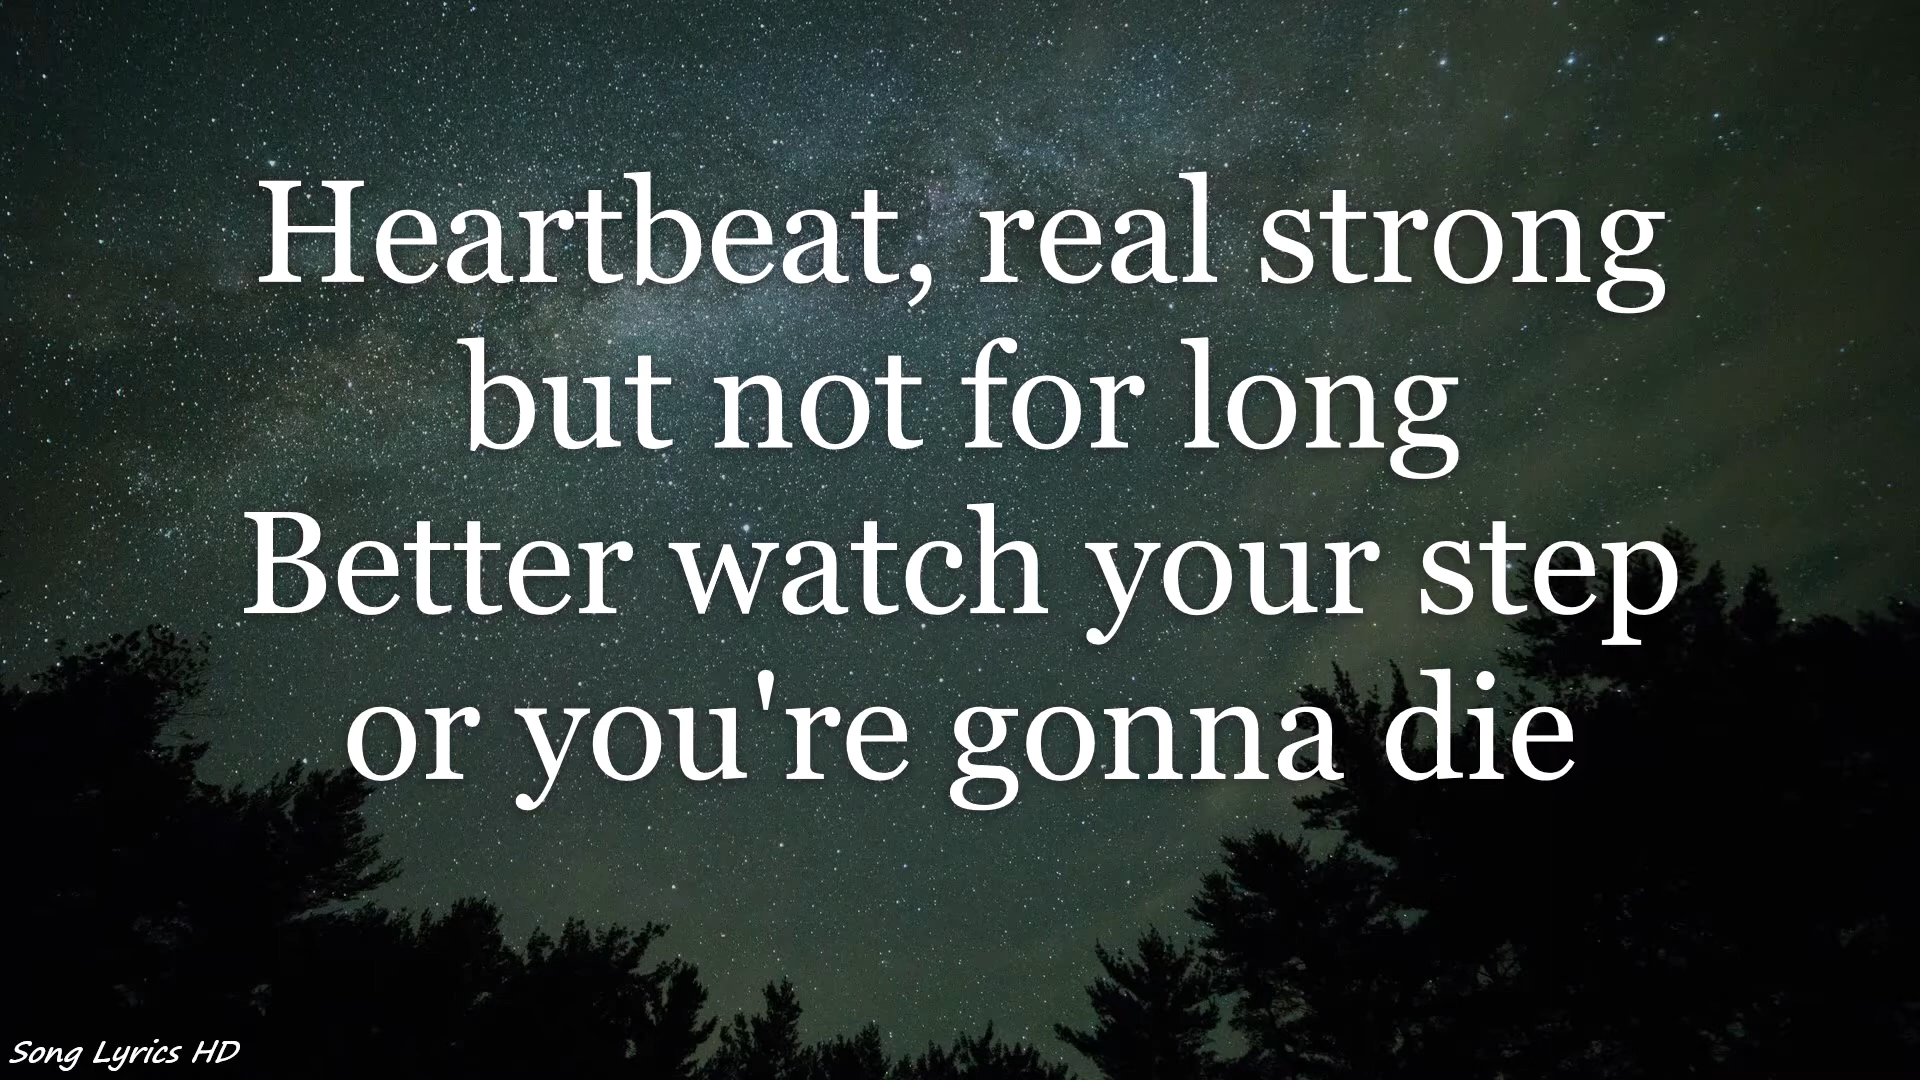 Heartbeat, real strong
but not for long
Better watch your step
or you're gonna die
Song Lyrics HD